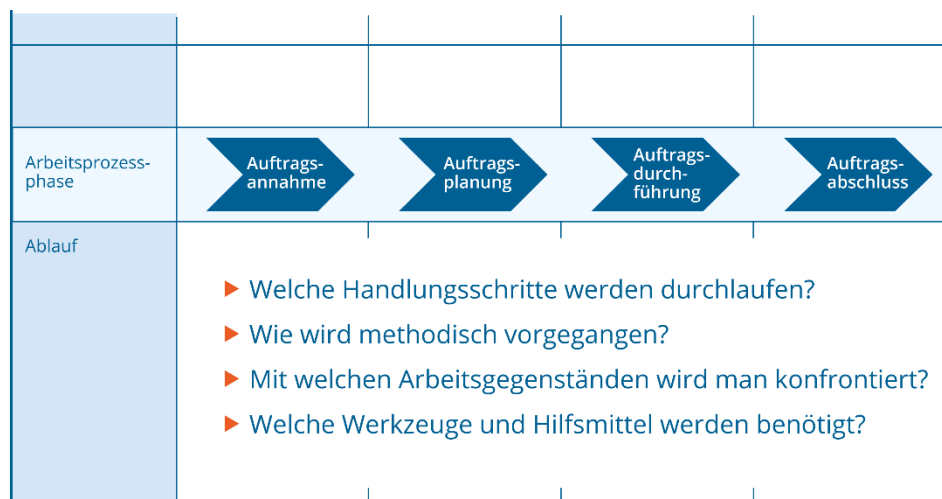 Arbeitsprozess-
phase
Auftrags-
annahme
Auftrags-
planung
Auftrags-
durch-
führung
Auftrags-
abschluss
Ablauf
Welche Handlungsschritte werden durchlaufen?
Wie wird methodisch vorgegangen?
Mit welchen Arbeitsgegenständen wird man konfrontiert?
Welche Werkzeuge und Hilfsmittel werden benötigt?